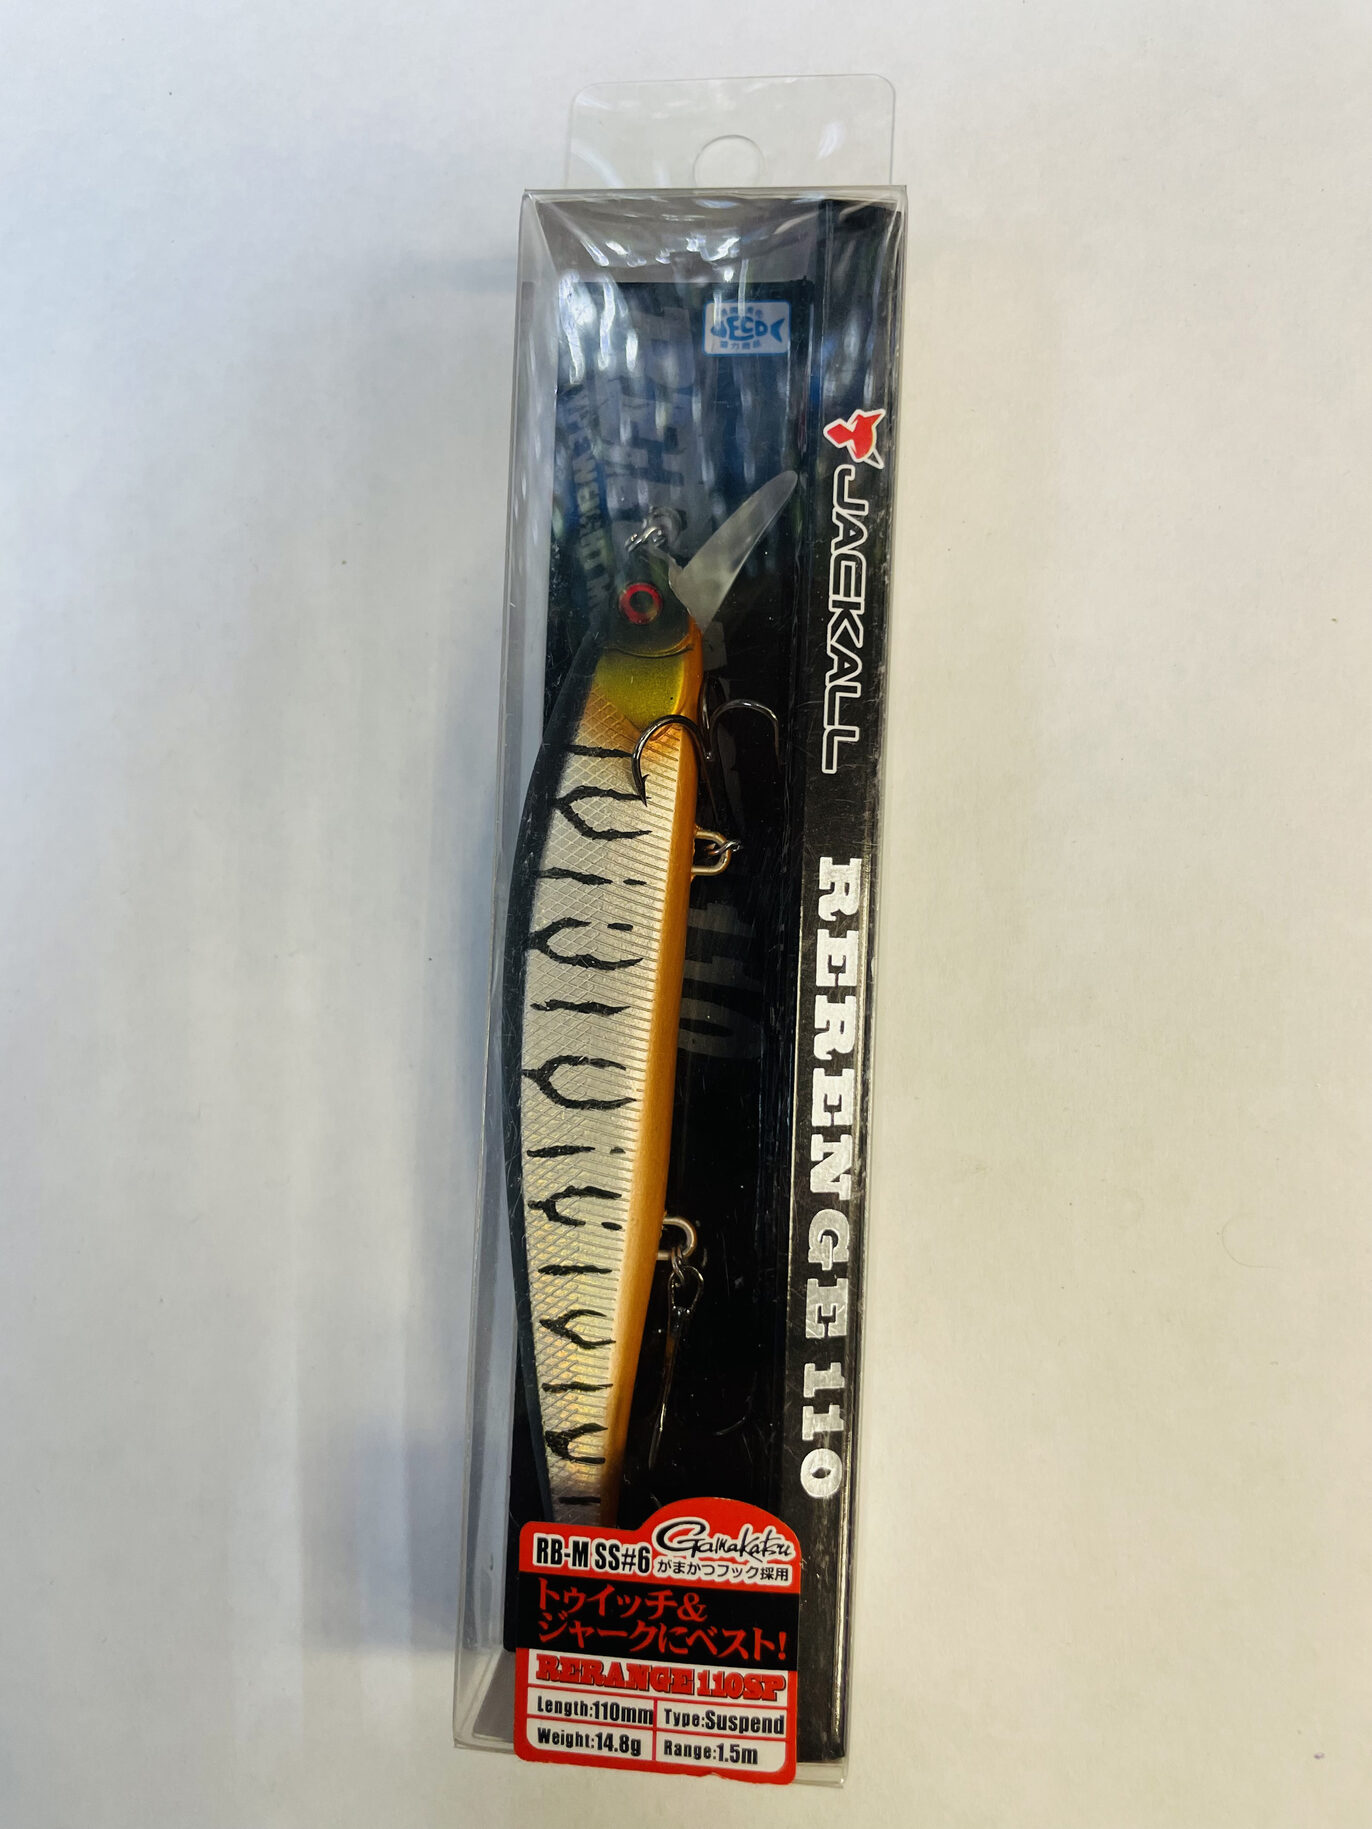 ECO
JACKALL
RERENGE 110
RB-M SS#6
Gamakatsu
がまかつフック採用
トゥイッチ&
ジャークにベスト!
RERANGE 110SP
Length:110mm
Type:Suspend
Weight:14.8g
Range:1.5m